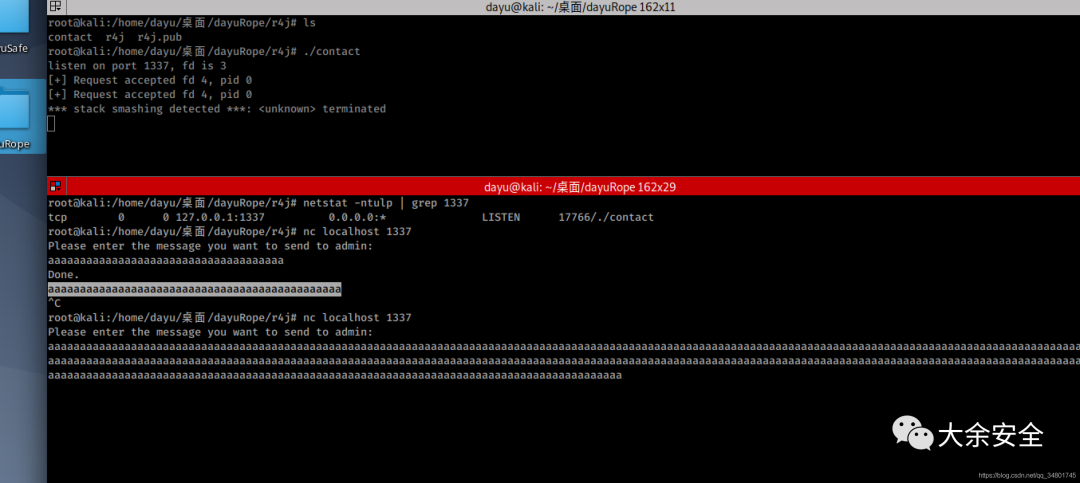 dayu@kali: ~/桌面/dayuRope 162x11
root@kali:/home/dayu/桌面/dayuRope/r4j# ls
contact  r4j  r4j.pub
root@kali:/home/dayu/桌面/dayuRope/r4j# ./contact
listen on port 1337, fd is 3
[+] Request accepted fd 4, pid 0
[+] Request accepted fd 4, pid 0
*** stack smashing detected ***: <unknown> terminated
yuSafe
uRope
dayu@kali: ~/桌面/dayuRope 162x29
root@kali:/home/dayu/桌面/dayuRope/r4j# netstat -ntulp | grep 1337
tcp        0      0 127.0.0.1:1337          0.0.0.0:*               LISTEN      17766/./contact
root@kali:/home/dayu/桌面/dayuRope/r4j# nc localhost 1337
Please enter the message you want to send to admin:
aaaaaaaaaaaaaaaaaaaaaaaaaaaaaaaaaaaaa
Done.
aaaaaaaaaaaaaaaaaaaaaaaaaaaaaaaaaaaaaaaaaaaaaa
^C
root@kali:/home/dayu/桌面/dayuRope/r4j# nc localhost 1337
Please enter the message you want to send to admin:
aaaaaaaaaaaaaaaaaaaaaaaaaaaaaaaaaaaaaaaaaaaaaaaaaaaaaaaaaaaaaaaaaaaaaaaaaaaaaaaaaaaaaaaaaaaaaaaaaaaaaaaaaaaaaaaaaaaaaaaaaaaaaaaaaaaaaaaaaaaaaaaaaaaaaaaaaaaaaaaaaa
aaaaaaaaaaaaaaaaaaaaaaaaaaaaaaaaaaaaaaaaaaaaaaaaaaaaaaaaaaaaaaaaaaaaaaaaaaaaaaaaaaaaaaaaaaaaaaaaaaaaaaaaaaaaaaaaaaaaaaaaaaaaaaaaaaaaaaaaaaaaaaaaaaaaaaaaaaaaaaaaaa
aaaaaaaaaaaaaaaaaaaaaaaaaaaaaaaaaaaaaaaaaaaaaaaaaaaaaaaaaaaaaaaaaaaaaaaaaaaaaaaaaaaaaaaaaa
大余安全
https://blog.csdn.net/qq_34801745